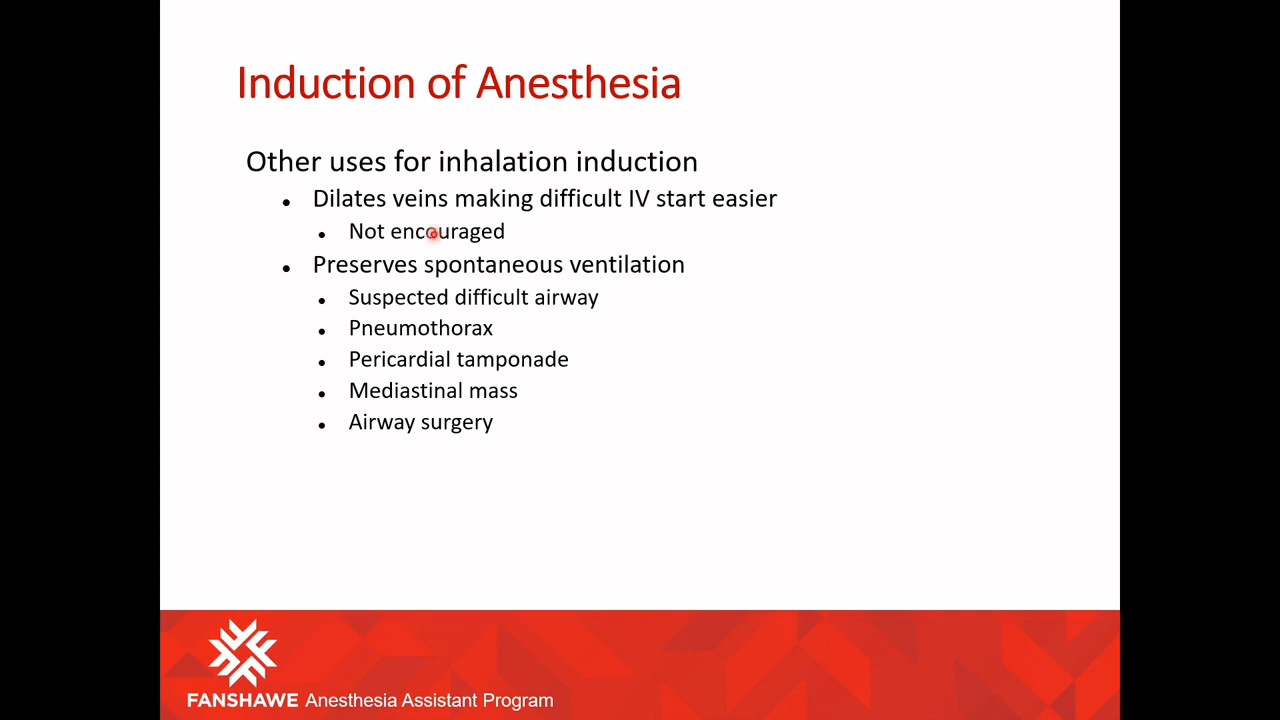 Induction of Anesthesia
Other uses for inhalation induction
• Dilates veins making difficult IV start easier
• Not encouraged
• Preserves spontaneous ventilation
• Suspected difficult airway
• Pneumothorax
• Pericardial tamponade
• Mediastinal mass
• Airway surgery
FANSHAWE Anesthesia Assistant Program